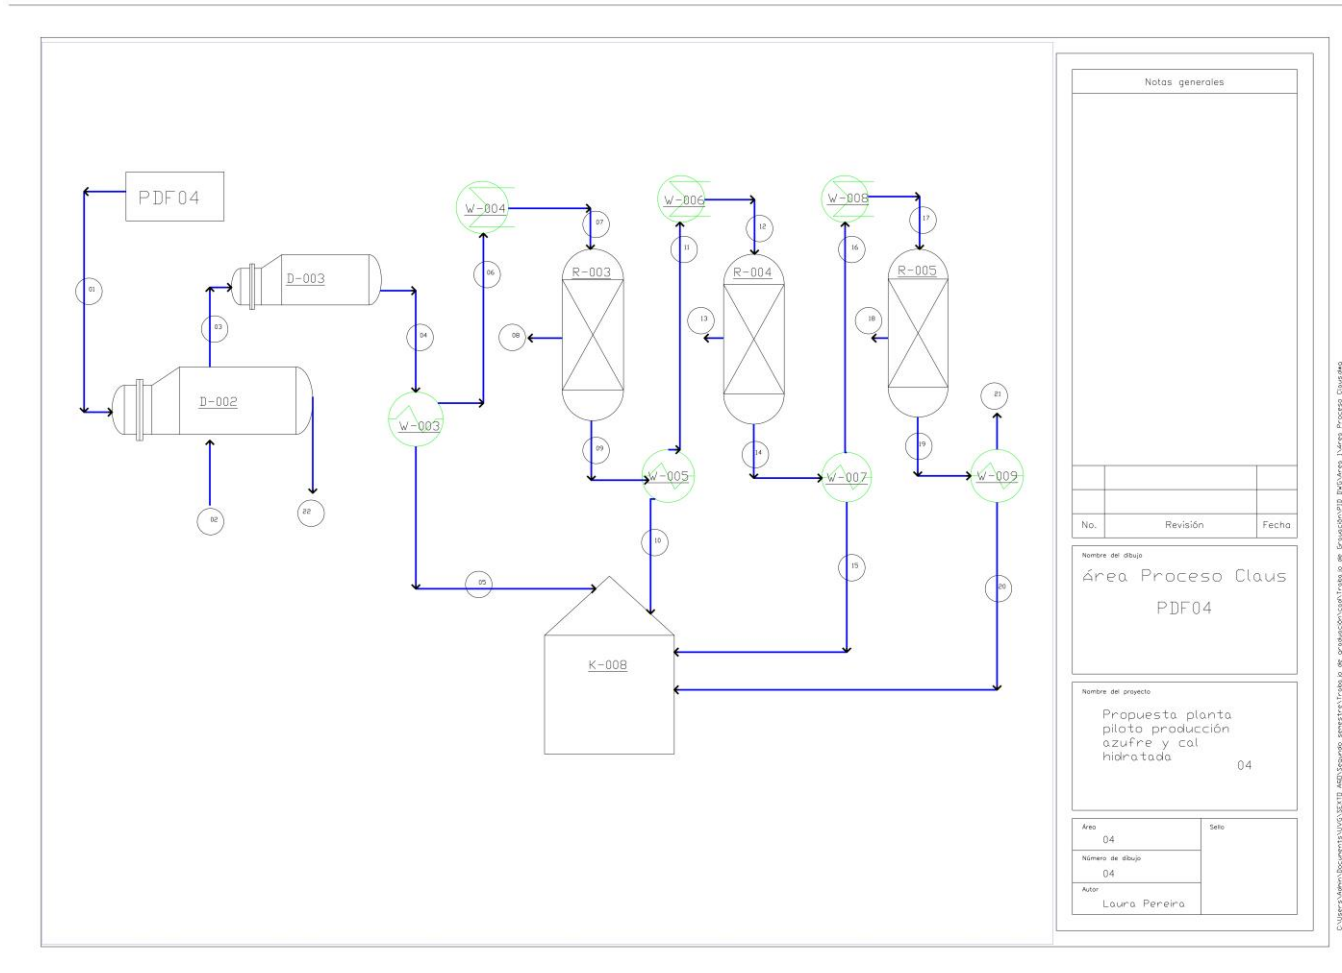 PDF04
01
02
03
04
05
06
07
08
09
10
11
12
13
14
15
16
17
18
19
20
21
22
D-003
D-002
W-003
W-004
R-003
W-005
W-006
R-004
W-007
W-008
R-005
W-009
K-008
Notas generales
No.
Revisión
Fecha
Nombre del dibujo
Área Proceso Claus
PDF04
Nombre del proyecto
Propuesta planta
piloto producción
azufre y cal
hidratada
04
Área
04
Sello
Número de dibujo
04
Autor
Laura Pereira